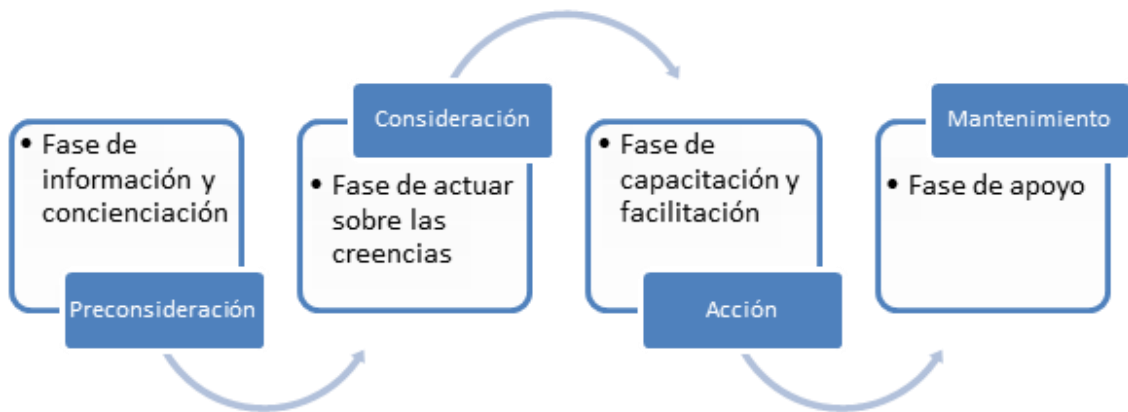 • Fase de
información y
concienciación
Preconsideración
Consideración
• Fase de actuar
sobre las
creencias
• Fase de
capacitación y
facilitación
Acción
Mantenimiento
• Fase de apoyo